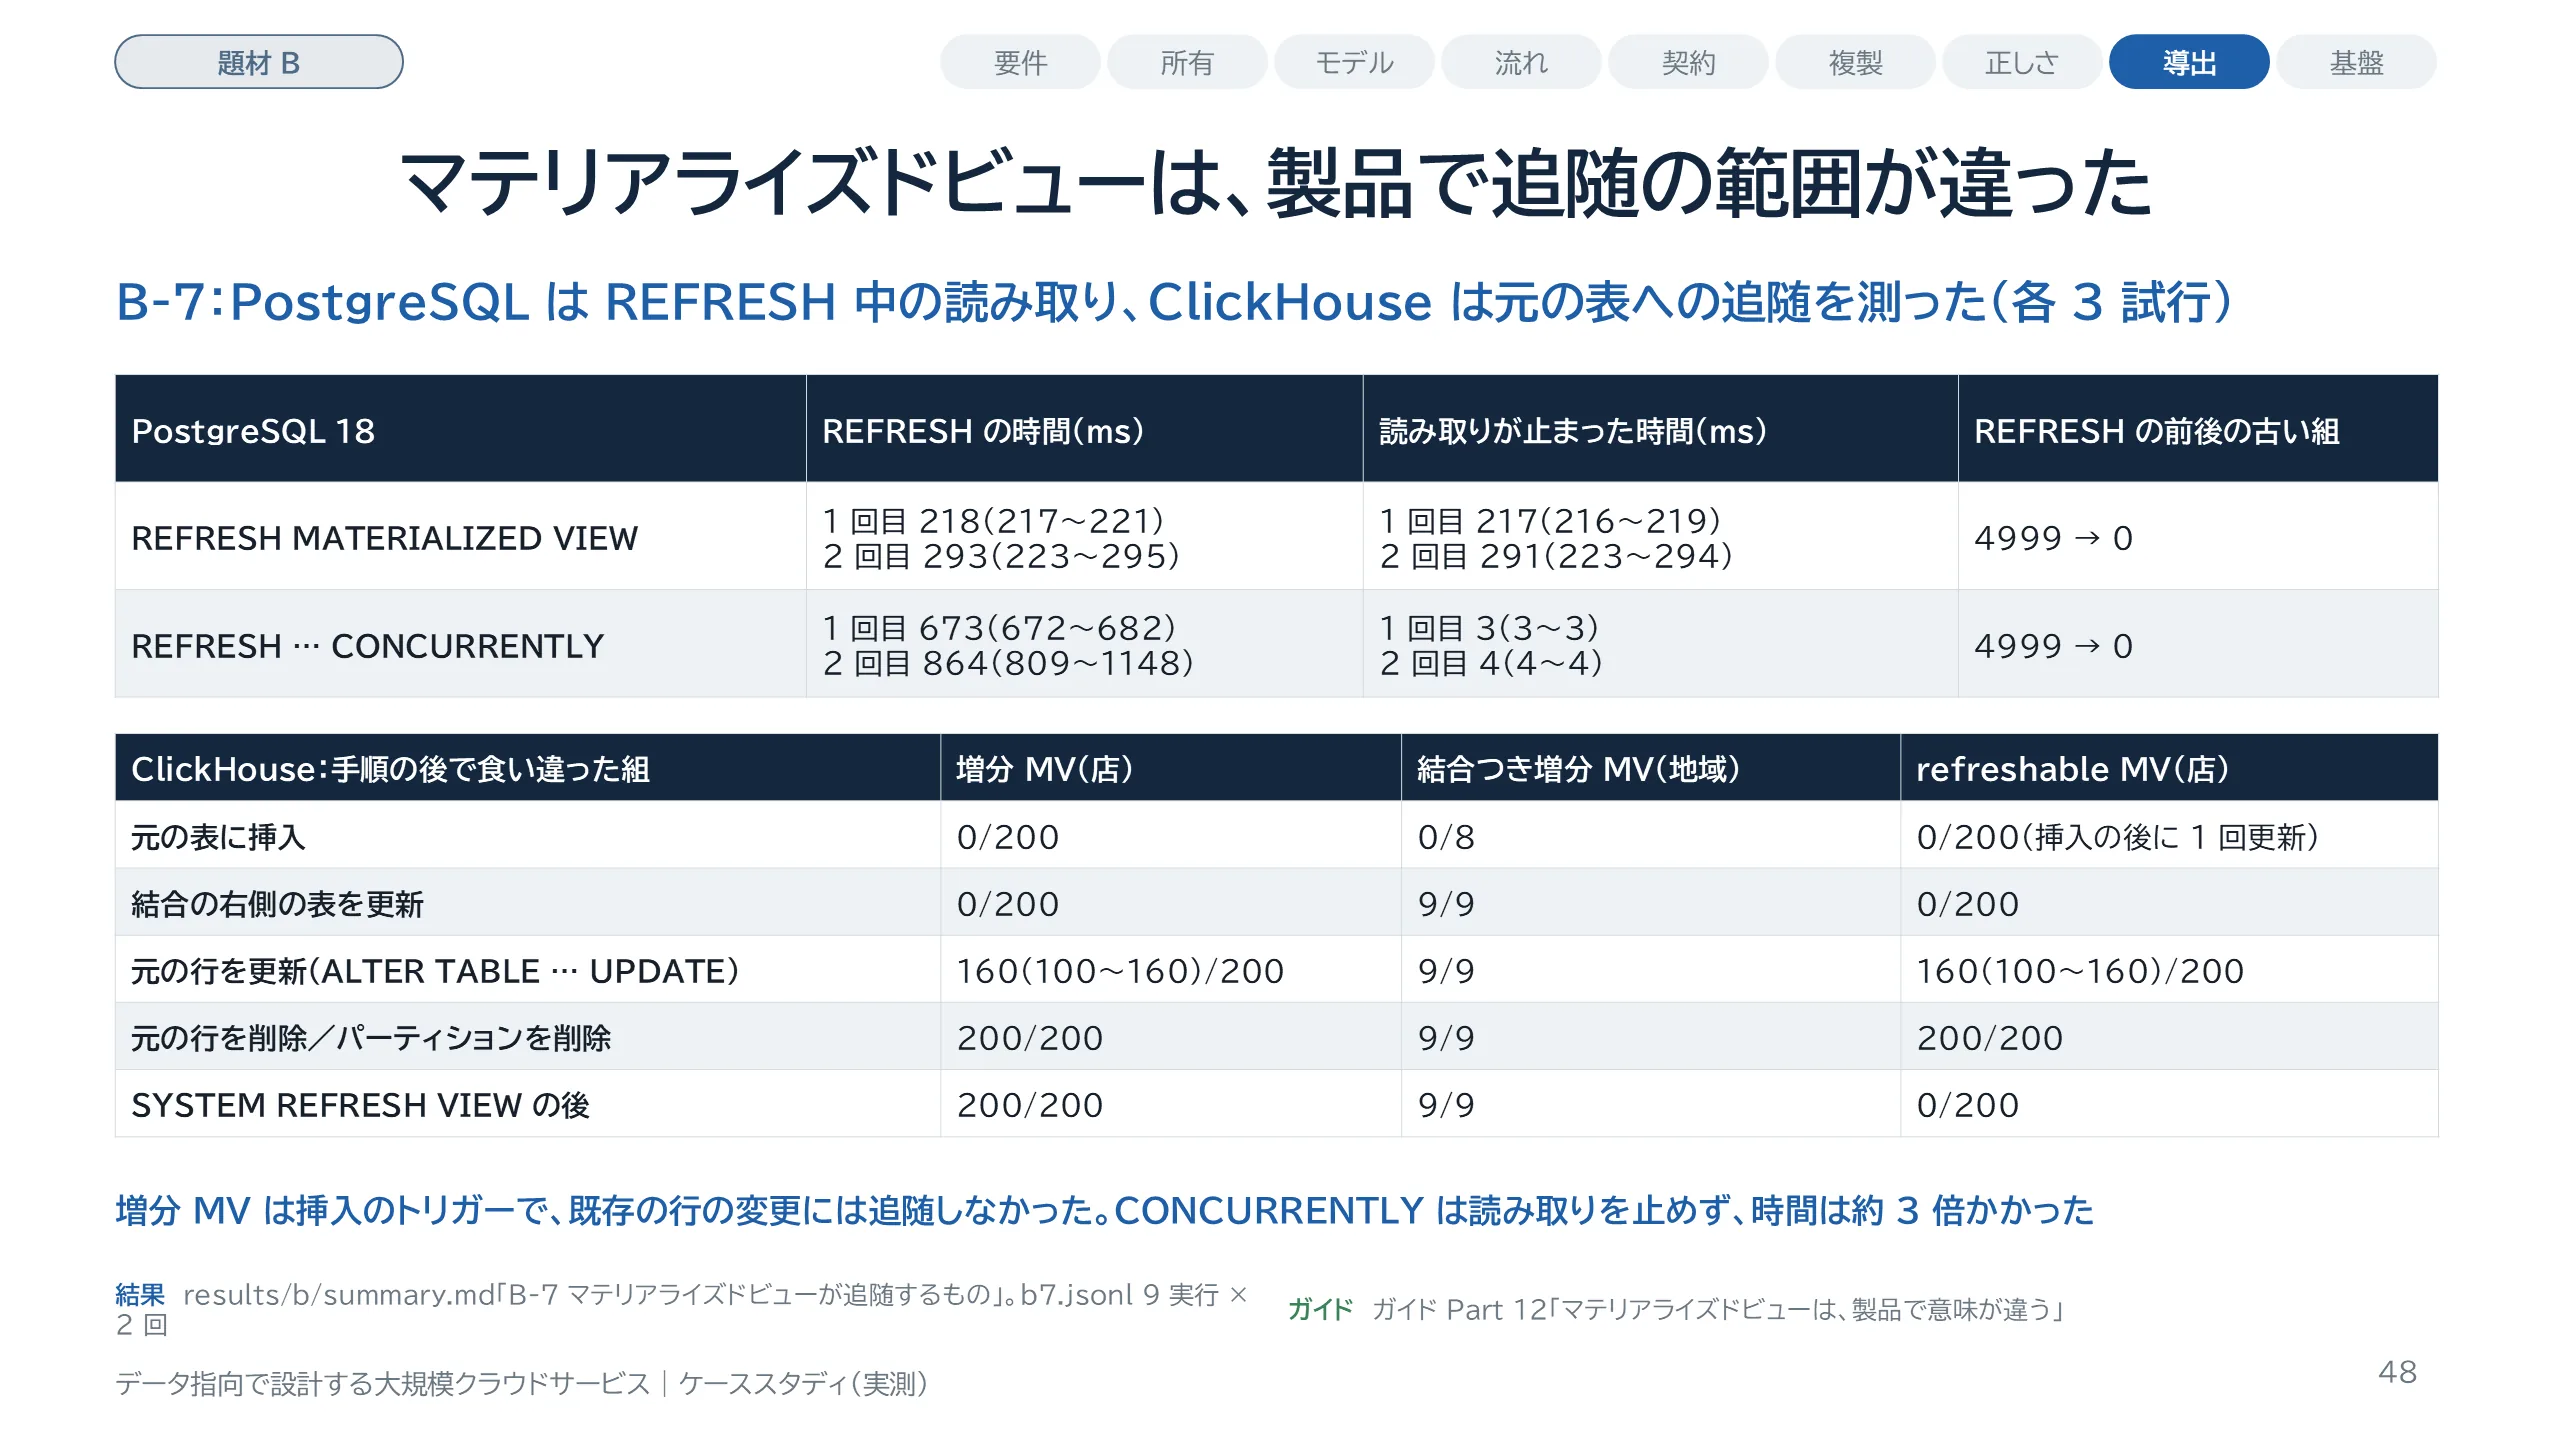 題材 B
要件
所有
モデル
流れ
契約
複製
正しさ
導出
基盤
マテリアライズドビューは、製品で追随の範囲が違った
B-7：PostgreSQL は REFRESH 中の読み取り、ClickHouse は元の表への追随を測った（各 3 試行）
PostgreSQL 18
REFRESH の時間（ms）
読み取りが止まった時間（ms）
REFRESH の前後の古い組
REFRESH MATERIALIZED VIEW
1 回目 218（217〜221）
2 回目 293（223〜295）
1 回目 217（216〜219）
2 回目 291（223〜294）
4999 → 0
REFRESH … CONCURRENTLY
1 回目 673（672〜682）
2 回目 864（809〜1148）
1 回目 3（3〜3）
2 回目 4（4〜4）
4999 → 0
ClickHouse：手順の後で食い違った組
増分 MV（店）
結合つき増分 MV（地域）
refreshable MV（店）
元の表に挿入
0/200
0/8
0/200（挿入の後に 1 回更新）
結合の右側の表を更新
0/200
9/9
0/200
元の行を更新（ALTER TABLE … UPDATE）
160（100〜160）/200
9/9
160（100〜160）/200
元の行を削除／パーティションを削除
200/200
9/9
200/200
SYSTEM REFRESH VIEW の後
200/200
9/9
0/200
増分 MV は挿入のトリガーで、既存の行の変更には追随しなかった。CONCURRENTLY は読み取りを止めず、時間は約 3 倍かかった
結果 results/b/summary.md「B-7 マテリアライズドビューが追随するもの」。b7.jsonl 9 実行 ×
2 回
ガイド ガイド Part 12「マテリアライズドビューは、製品で意味が違う」
データ指向で設計する大規模クラウドサービス｜ケーススタディ（実測）
48